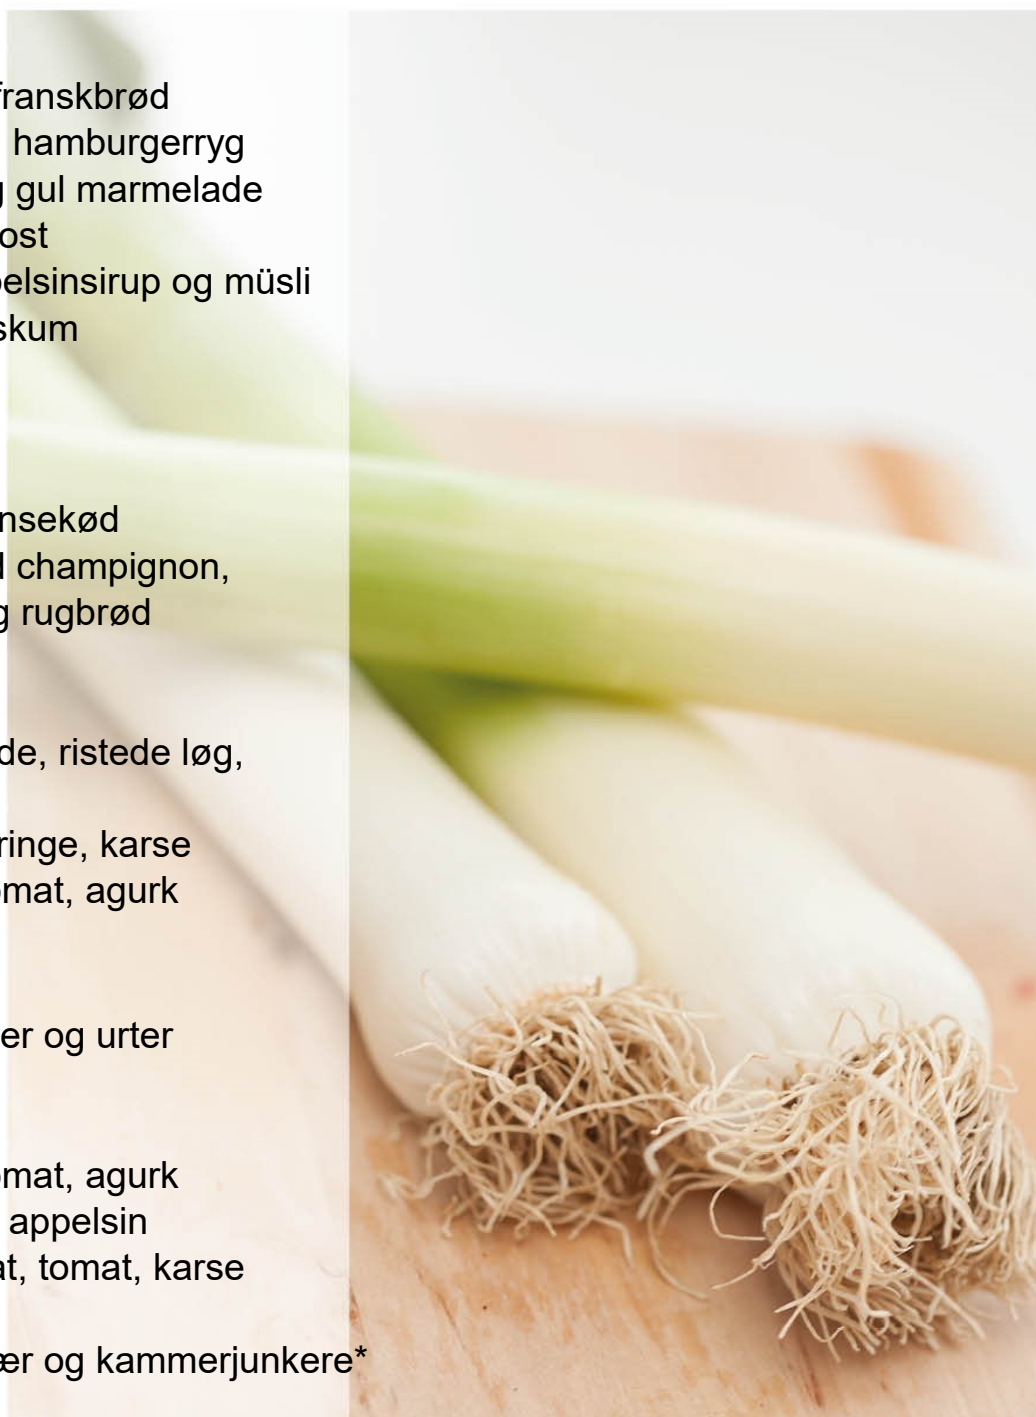 franskbrød
hamburgerryg
gul marmelade
ost
elsinsirup og müsli
skum
nsekød
champignon,
rugbrød
de, ristede løg,
ringe, karse
mat, agurk
er og urter
mat, agurk
appelsin
t, tomat, karse
ær og kammerjunkere*